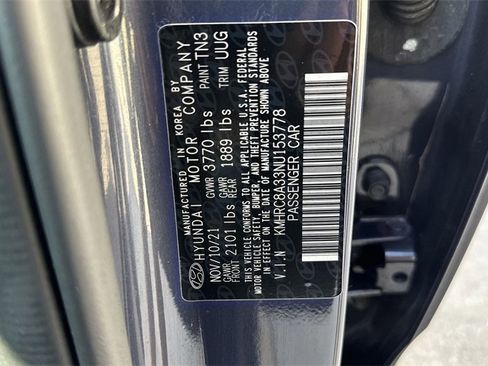 MANUFACTURED IN KOREA BY
HYUNDAI MOTOR COMPANY
NOV/10/21 GVWR 3770 lbs PAINT TN3
GAWR FRONT 2101 lbs GAWR REAR 1889 lbs TRIM UUG
THIS VEHICLE CONFORMS TO ALL APPLICABLE U.S.A. FEDERAL
MOTOR VEHICLE SAFETY, BUMPER, AND THEFT PREVENTION STANDARDS
IN EFFECT ON THE DATE OF MANUFACTURE SHOWN ABOVE
V.I.N KMHRC8A33NU153778
PASSENGER CAR